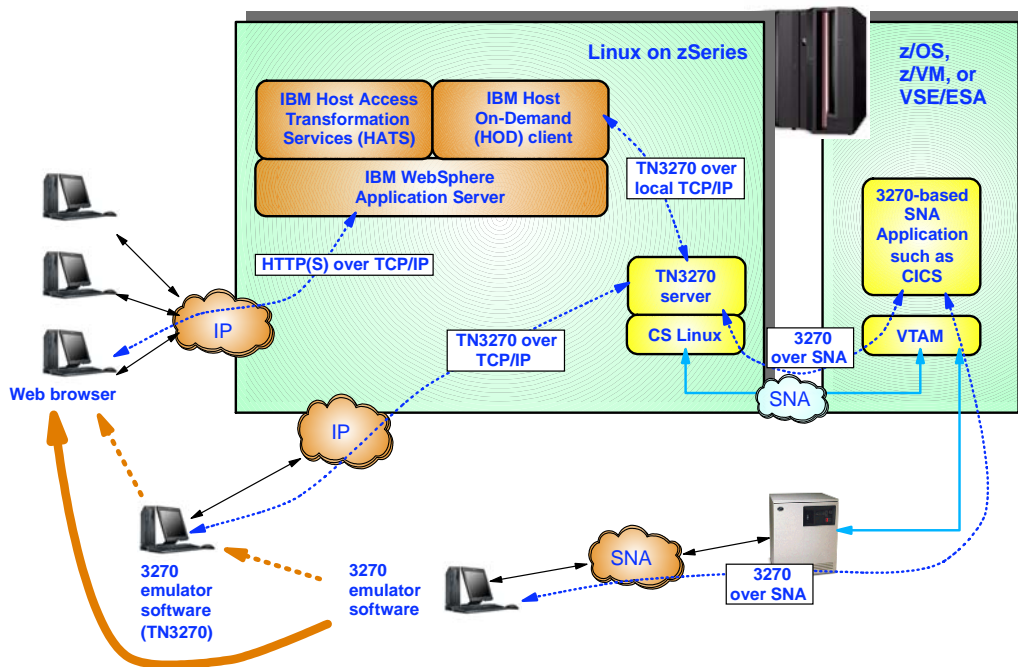 Linux on zSeries
z/OS,
z/VM, or
VSE/ESA
IBM Host Access
Transformation
Services (HATS)
IBM Host
On-Demand
(HOD) client
IBM WebSphere
Application Server
TN3270 over
local TCP/IP
3270-based
SNA
Application
such as
CICS
HTTP(S) over TCP/IP
TN3270
server
CS Linux
IP
TN3270 over
TCP/IP
3270
over SNA
VTAM
Web browser
SNA
IP
SNA
3270
emulator
software
(TN3270)
3270
emulator
software
3270
over SNA